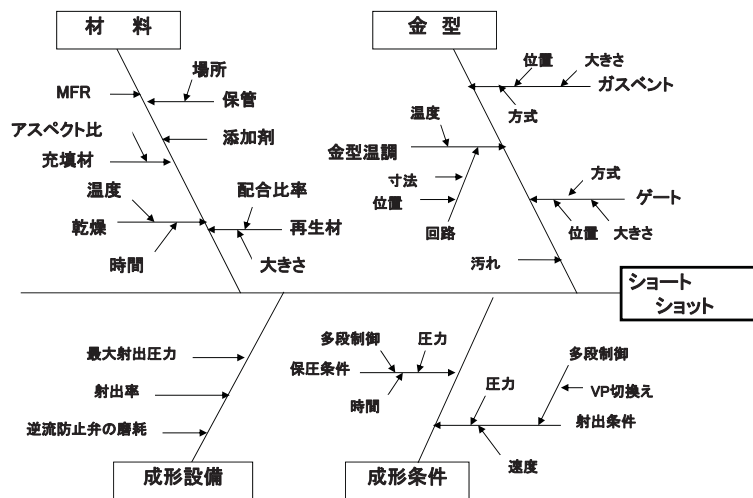 材 料
金 型
場所
MFR
保管
アスペクト比
添加剤
充填材
温度
配合比率
乾燥
再生材
時間
大きさ
位置
大きさ
ガスベント
方式
温度
金型温調
寸法
位置
回路
方式
ゲート
位置
大きさ
汚れ
ショート
ショット
最大射出圧力
射出率
逆流防止弁の磨耗
多段制御
圧力
保圧条件
時間
多段制御
圧力
VP切換え
射出条件
速度
成形設備
成形条件